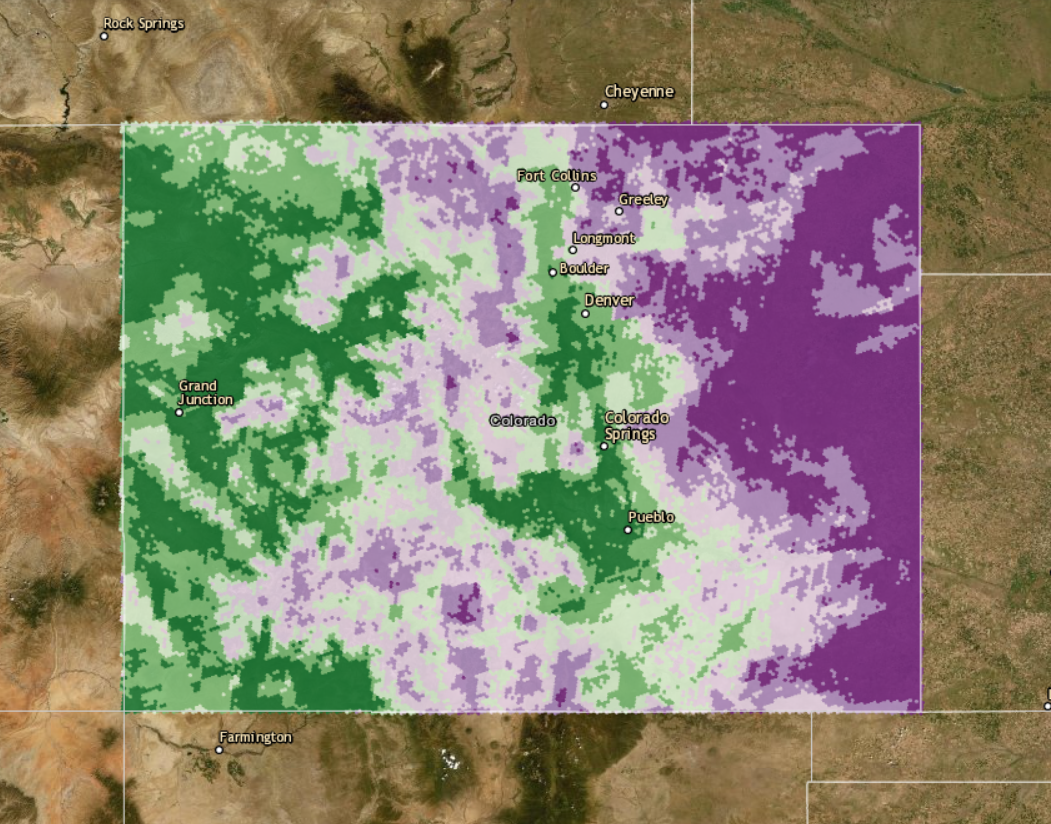 Rock Springs
Cheyenne
Fort Collins
Greeley
Longmont
Boulder
Denver
Grand
Junction
Colorado
Colorado
Springs
Pueblo
Farmington